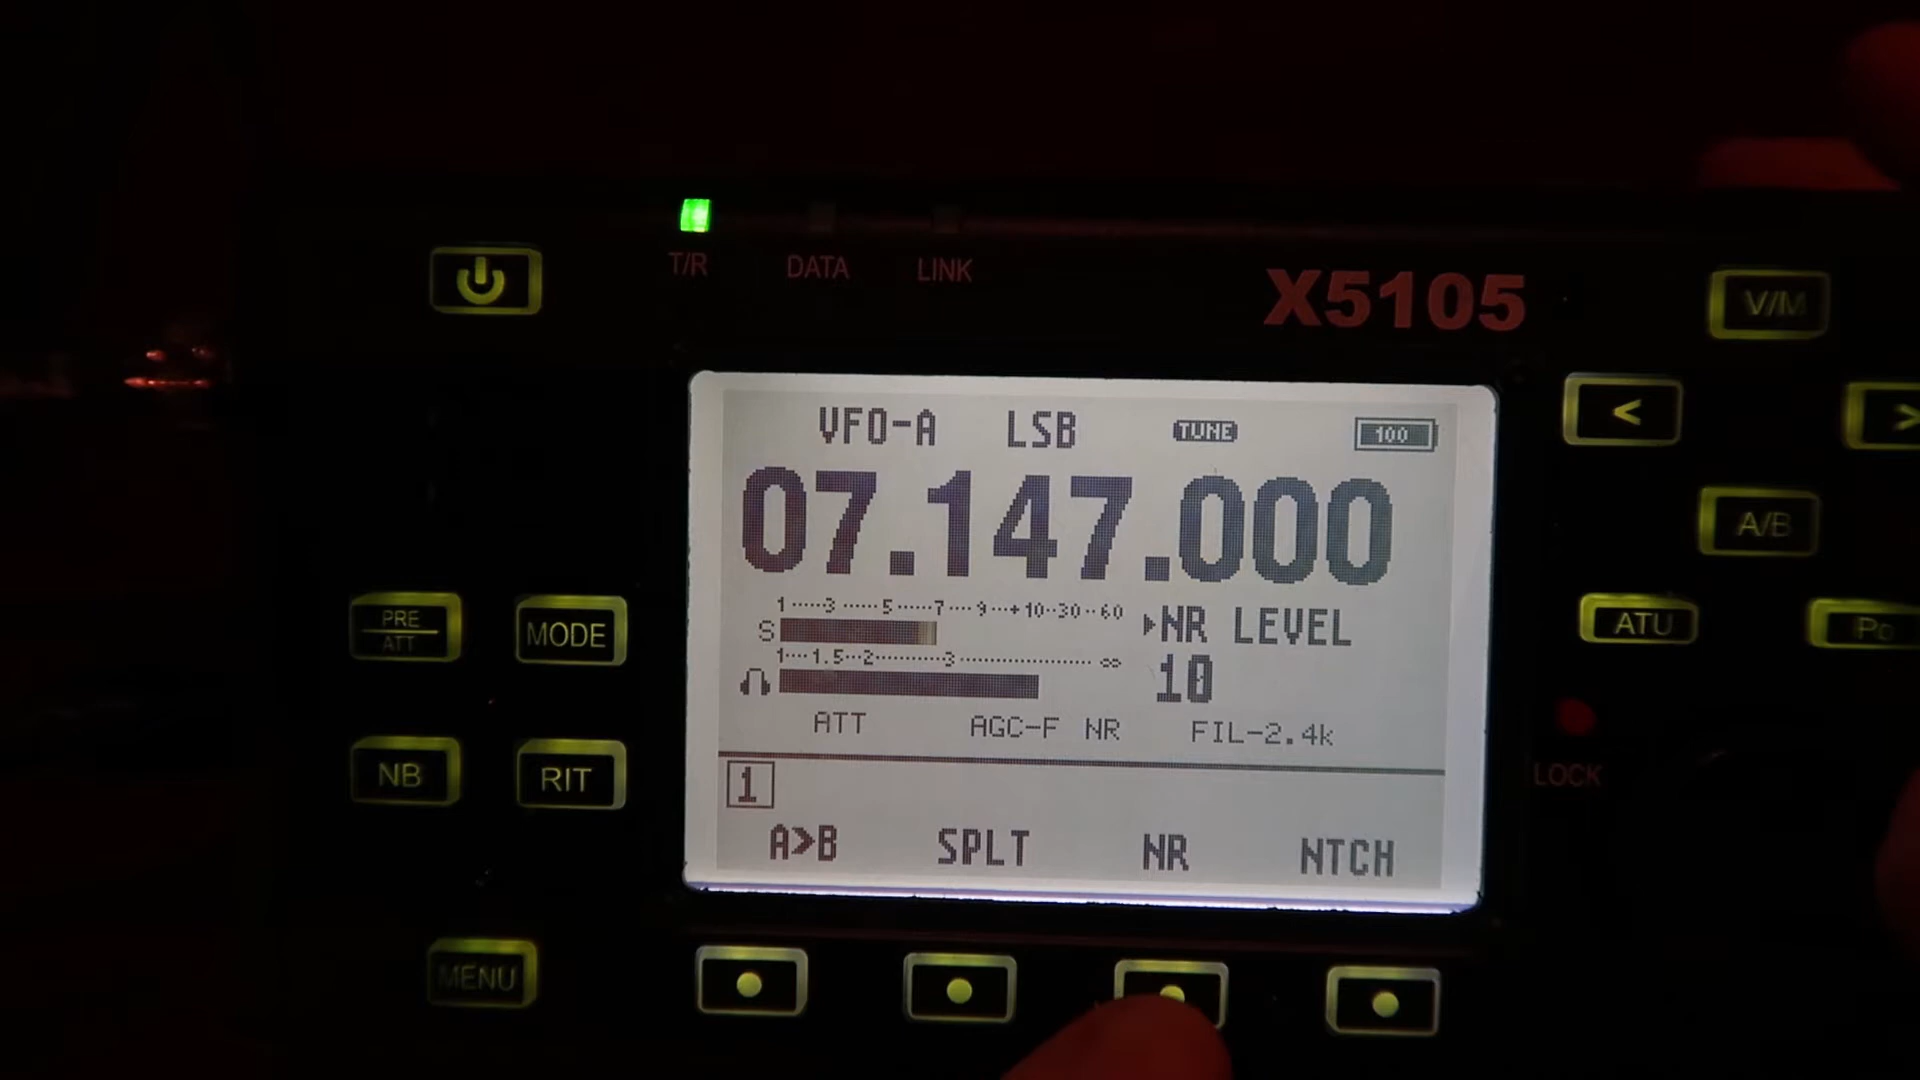 T/R DATA LINK
X5105
V/M
VFO-A LSB TUNE 100
<
>
07.147.000
A/B
1·····3······5······7····9···+10··30··60
S
▸NR LEVEL
1····1.5···2··········3·················∞
10
PRE
ATT
MODE
ATU
Po
ATT AGC-F NR FIL-2.4k
NB
RIT
LOCK
1
A>B SPLT NR NTCH
MENU